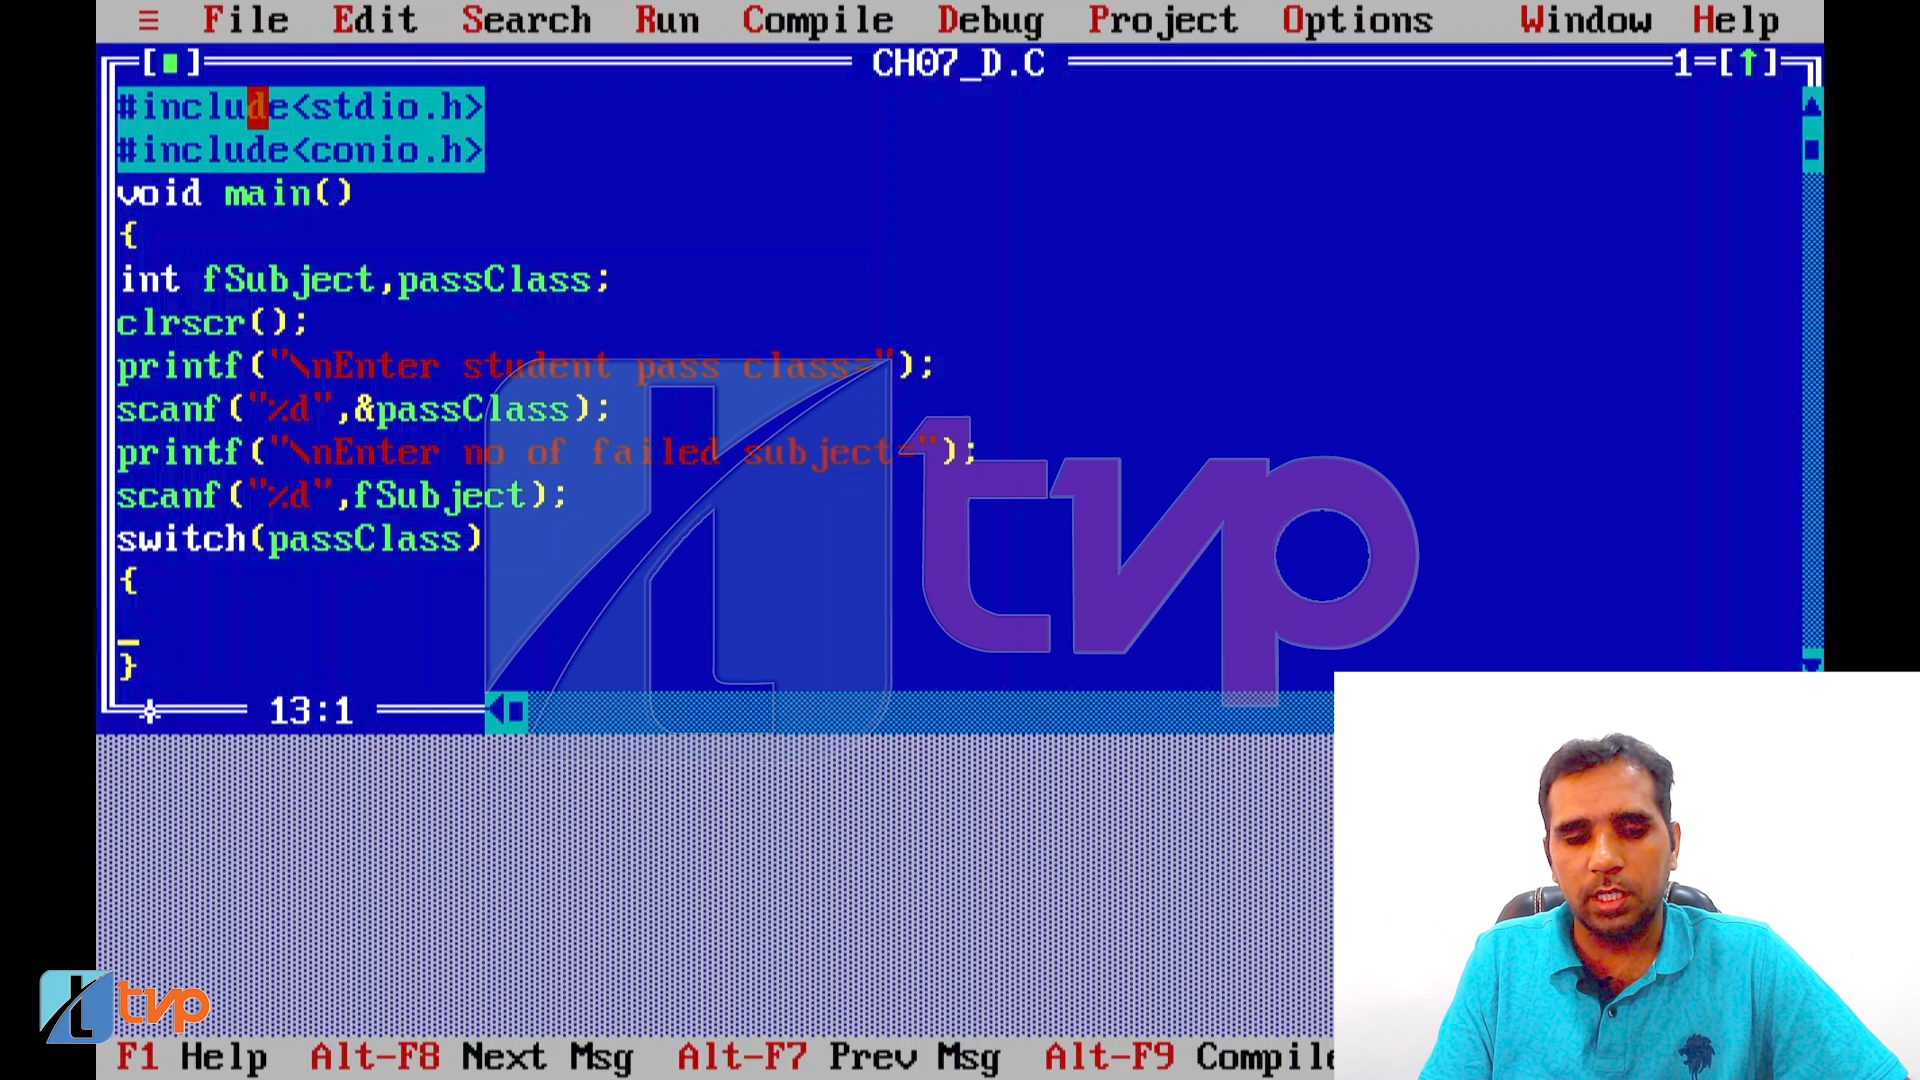 ≡ File Edit Search Run Compile Debug Project Options Window Help
[■] CH07_D.C 1=[↑]
#include<stdio.h>
#include<conio.h>
void main()
{
int fSubject,passClass;
clrscr();
printf("\nEnter student pass class=");
scanf("%d",&passClass);
printf("\nEnter no of failed subject=");
scanf("%d",fSubject);
switch(passClass)
{
_
}
13:1
tvp
tvp
F1 Help Alt-F8 Next Msg Alt-F7 Prev Msg Alt-F9 Compile